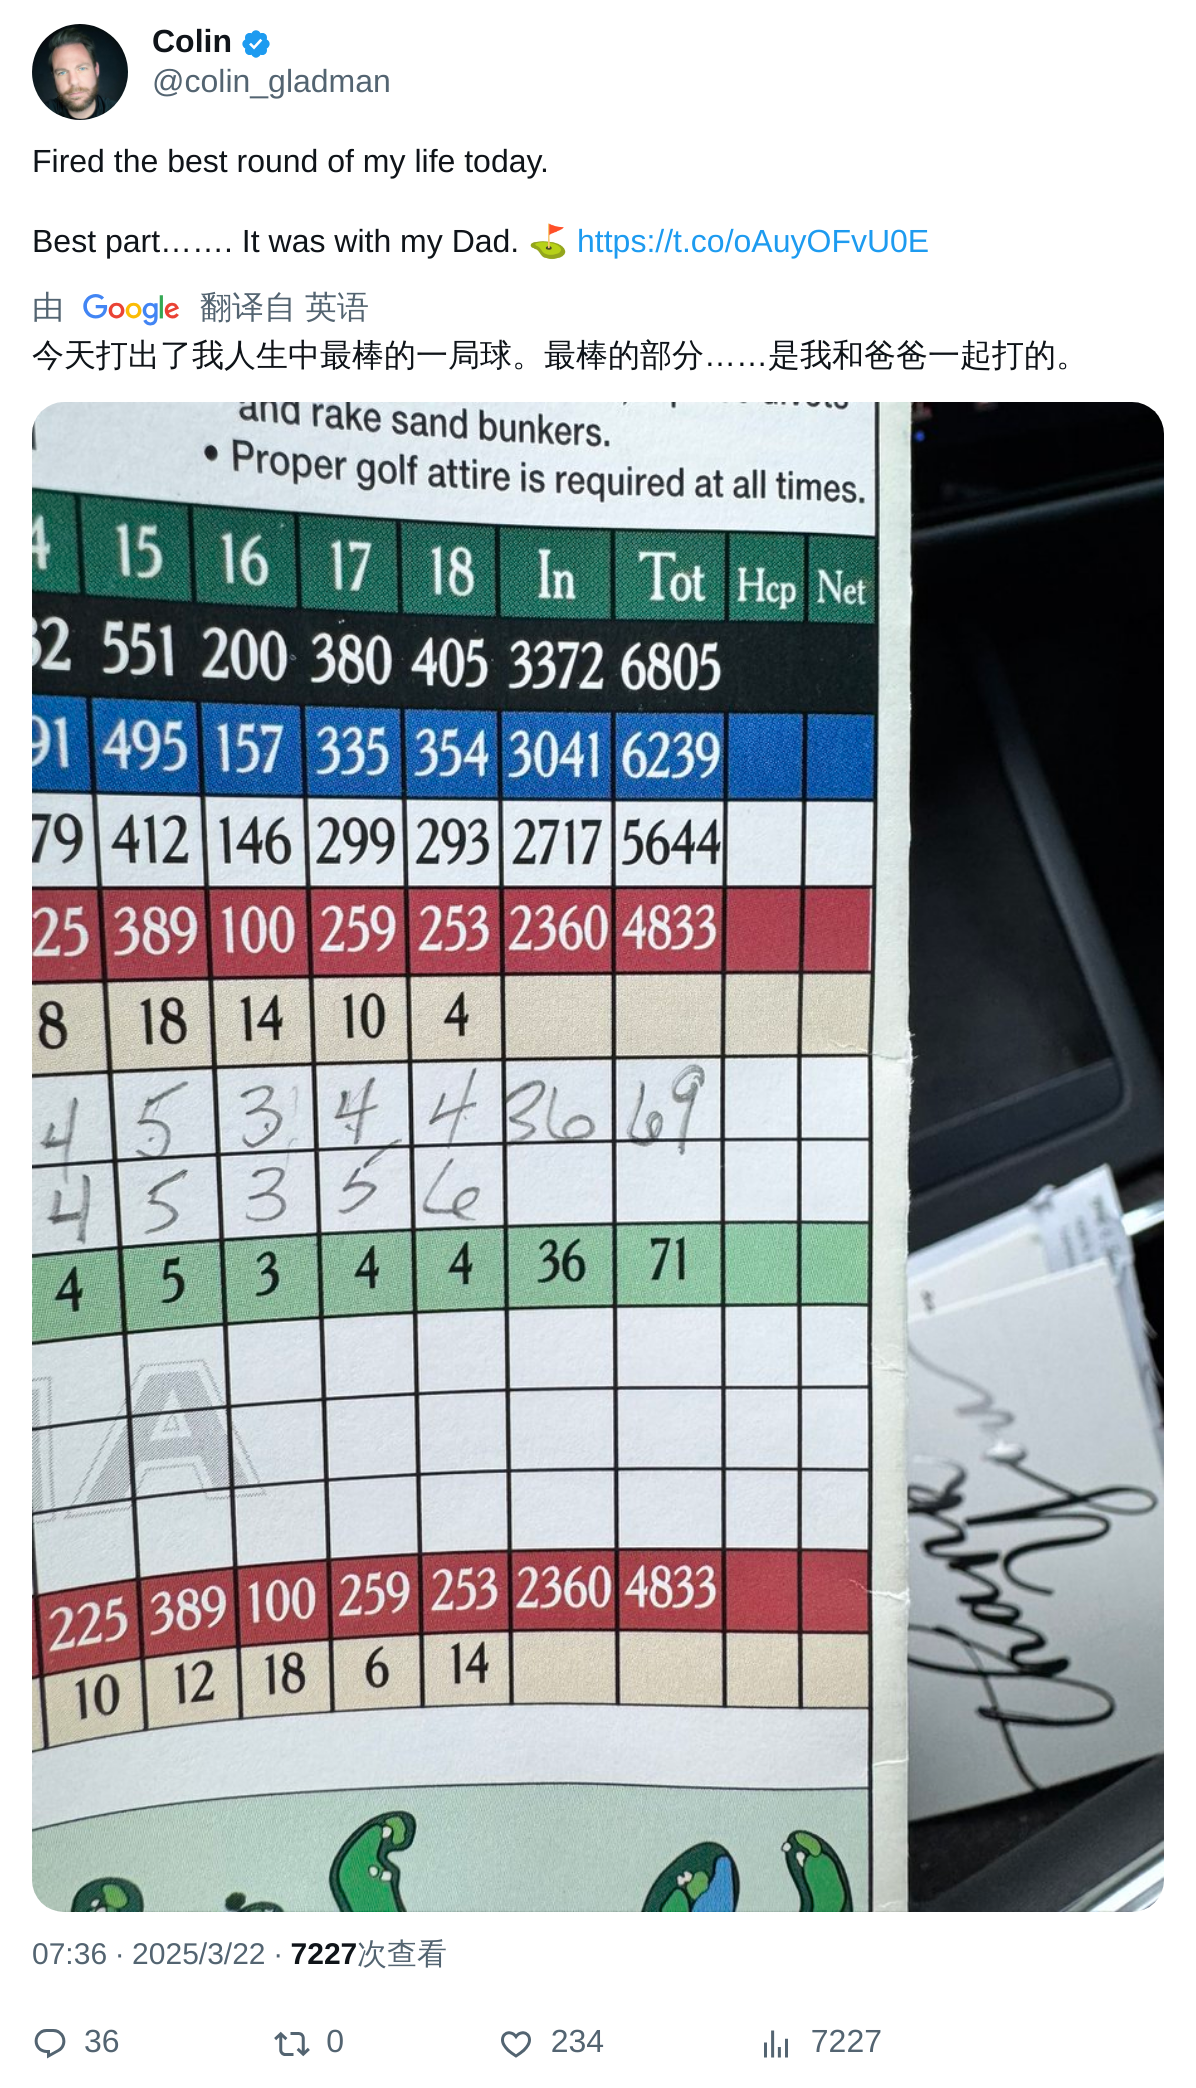 Colin
@colin_gladman
Fired the best round of my life today.
Best part……. It was with my Dad. ⛳ https://t.co/oAuyOFvU0E
由 Google 翻译自 英语
今天打出了我人生中最棒的一局球。最棒的部分……是我和爸爸一起打的。
and rake sand bunkers.
• Proper golf attire is required at all times.
4 15 16 17 18 In Tot Hcp Net
32 551 200 380 405 3372 6805
91 495 157 335 354 3041 6239
79 412 146 299 293 2717 5644
25 389 100 259 253 2360 4833
8 18 14 10 4
4 5 3 4 4 36 69
4 5 3 5 6
4 5 3 4 4 36 71
A
225 389 100 259 253 2360 4833
10 12 18 6 14
07:36 · 2025/3/22 · 7227次查看
36 0 234 7227